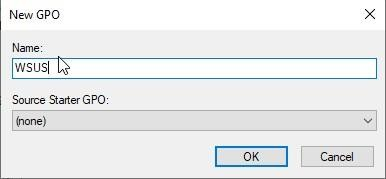 New GPO
Name:
WSUS
Source Starter GPO:
(none)
OK Cancel